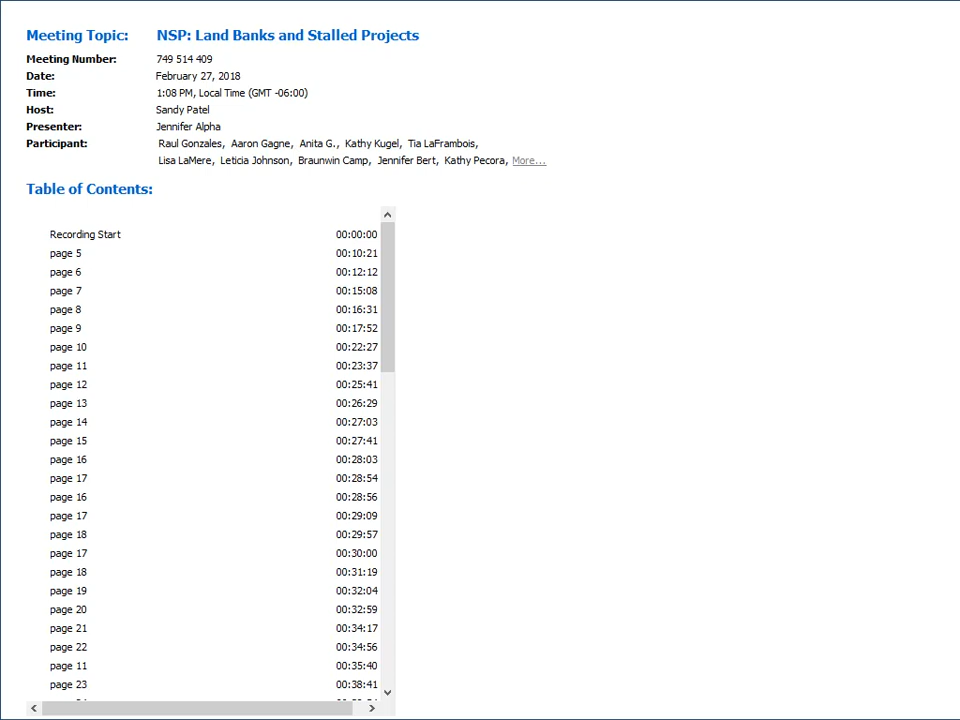 Meeting Topic: NSP: Land Banks and Stalled Projects
Meeting Number: 749 514 409
Date: February 27, 2018
Time: 1:08 PM, Local Time (GMT -06:00)
Host: Sandy Patel
Presenter: Jennifer Alpha
Participant: Raul Gonzales, Aaron Gagne, Anita G., Kathy Kugel, Tia LaFrambois,
Lisa LaMere, Leticia Johnson, Braunwin Camp, Jennifer Bert, Kathy Pecora, More...
Table of Contents:
Recording Start 00:00:00
page 5 00:10:21
page 6 00:12:12
page 7 00:15:08
page 8 00:16:31
page 9 00:17:52
page 10 00:22:27
page 11 00:23:37
page 12 00:25:41
page 13 00:26:29
page 14 00:27:03
page 15 00:27:41
page 16 00:28:03
page 17 00:28:54
page 16 00:28:56
page 17 00:29:09
page 18 00:29:57
page 17 00:30:00
page 18 00:31:19
page 19 00:32:04
page 20 00:32:59
page 21 00:34:17
page 22 00:34:56
page 11 00:35:40
page 23 00:38:41